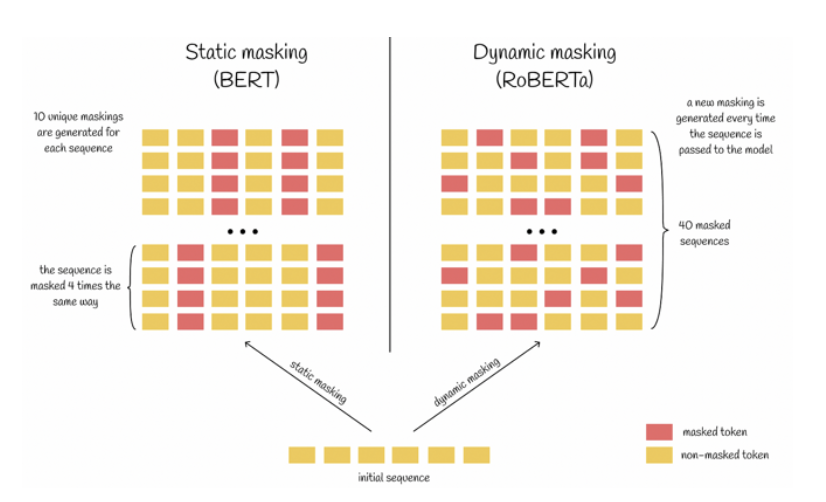 Static masking
(BERT)
10 unique maskings
are generated for
each sequence
the sequence is
masked 4 times the
same way
Dynamic masking
(RoBERTa)
a new masking is
generated every time
the sequence is
passed to the model
40 masked
sequences
static masking
dynamic masking
initial sequence
masked token
non-masked token